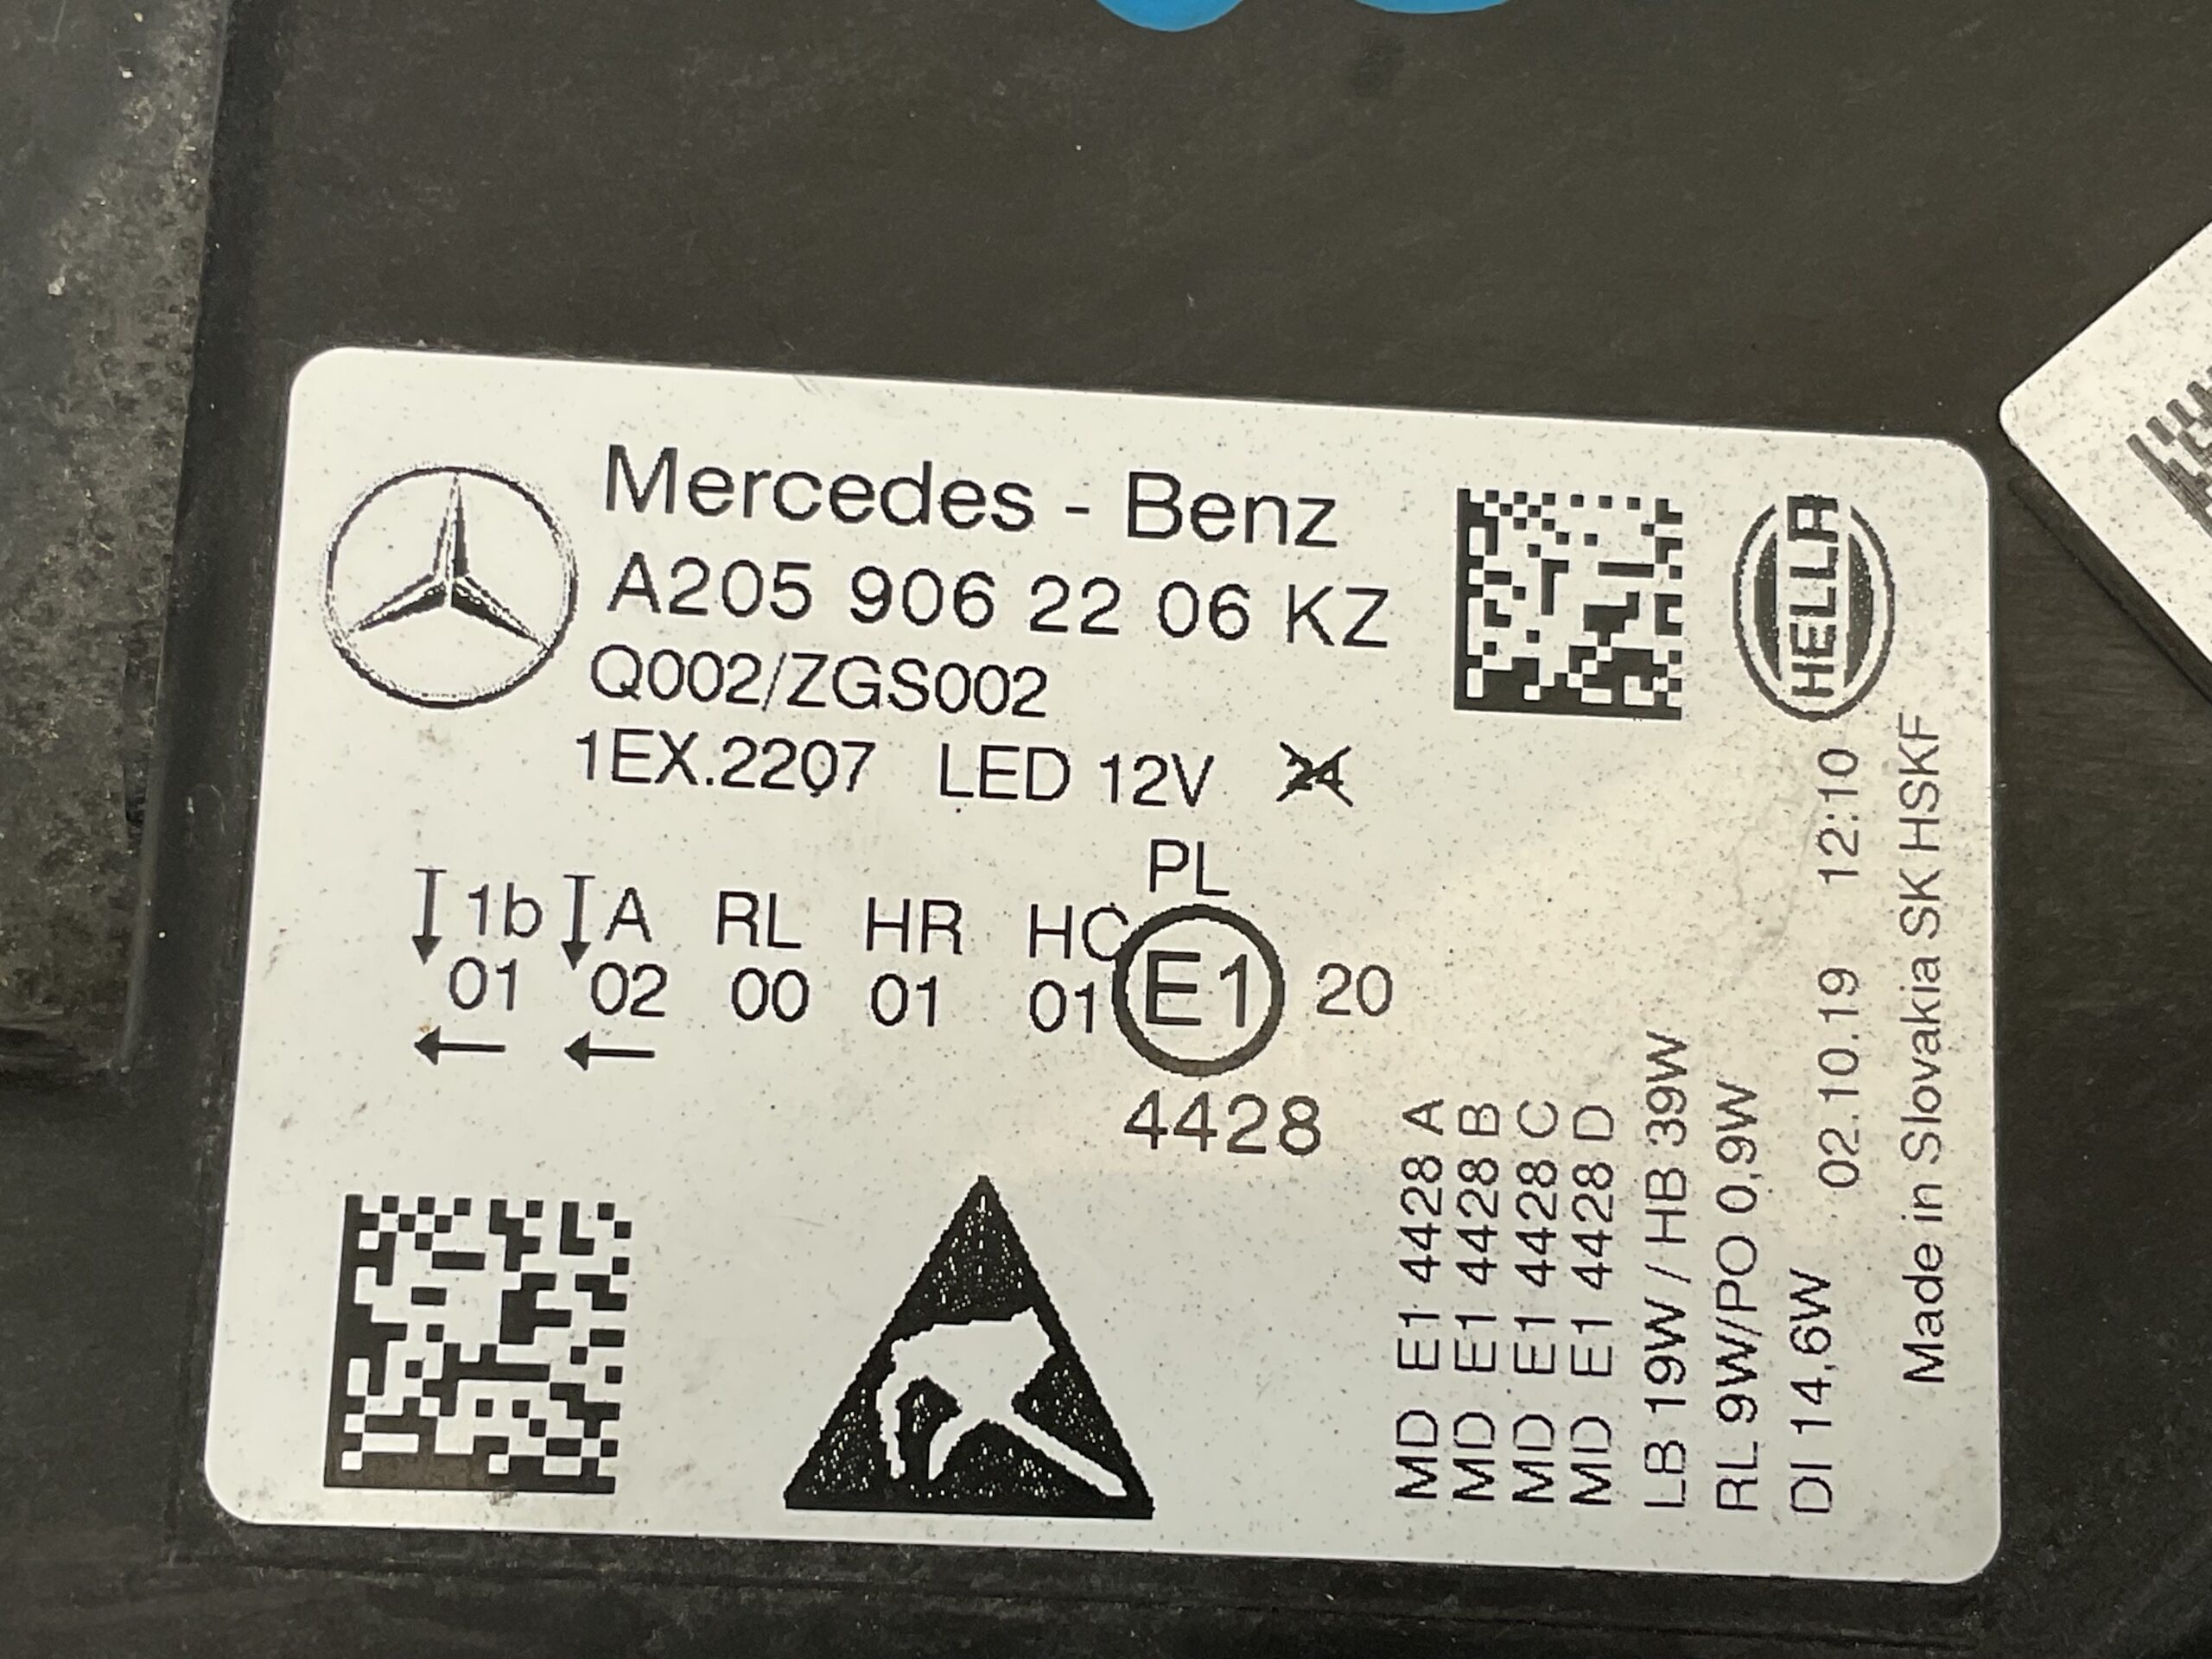 Mercedes - Benz
A205 906 22 06 KZ
Q002/ZGS002
1EX.2207 LED 12V 24
HELLA
PL
1b A RL HR HC
01 02 00 01 01 E1 20
4428
MD E1 4428 A
MD E1 4428 B
MD E1 4428 C
MD E1 4428 D
LB 19W / HB 39W
RL 9W/PO 0,9W
DI 14,6W 02.10.19 12:10
Made in Slovakia SK HSKF